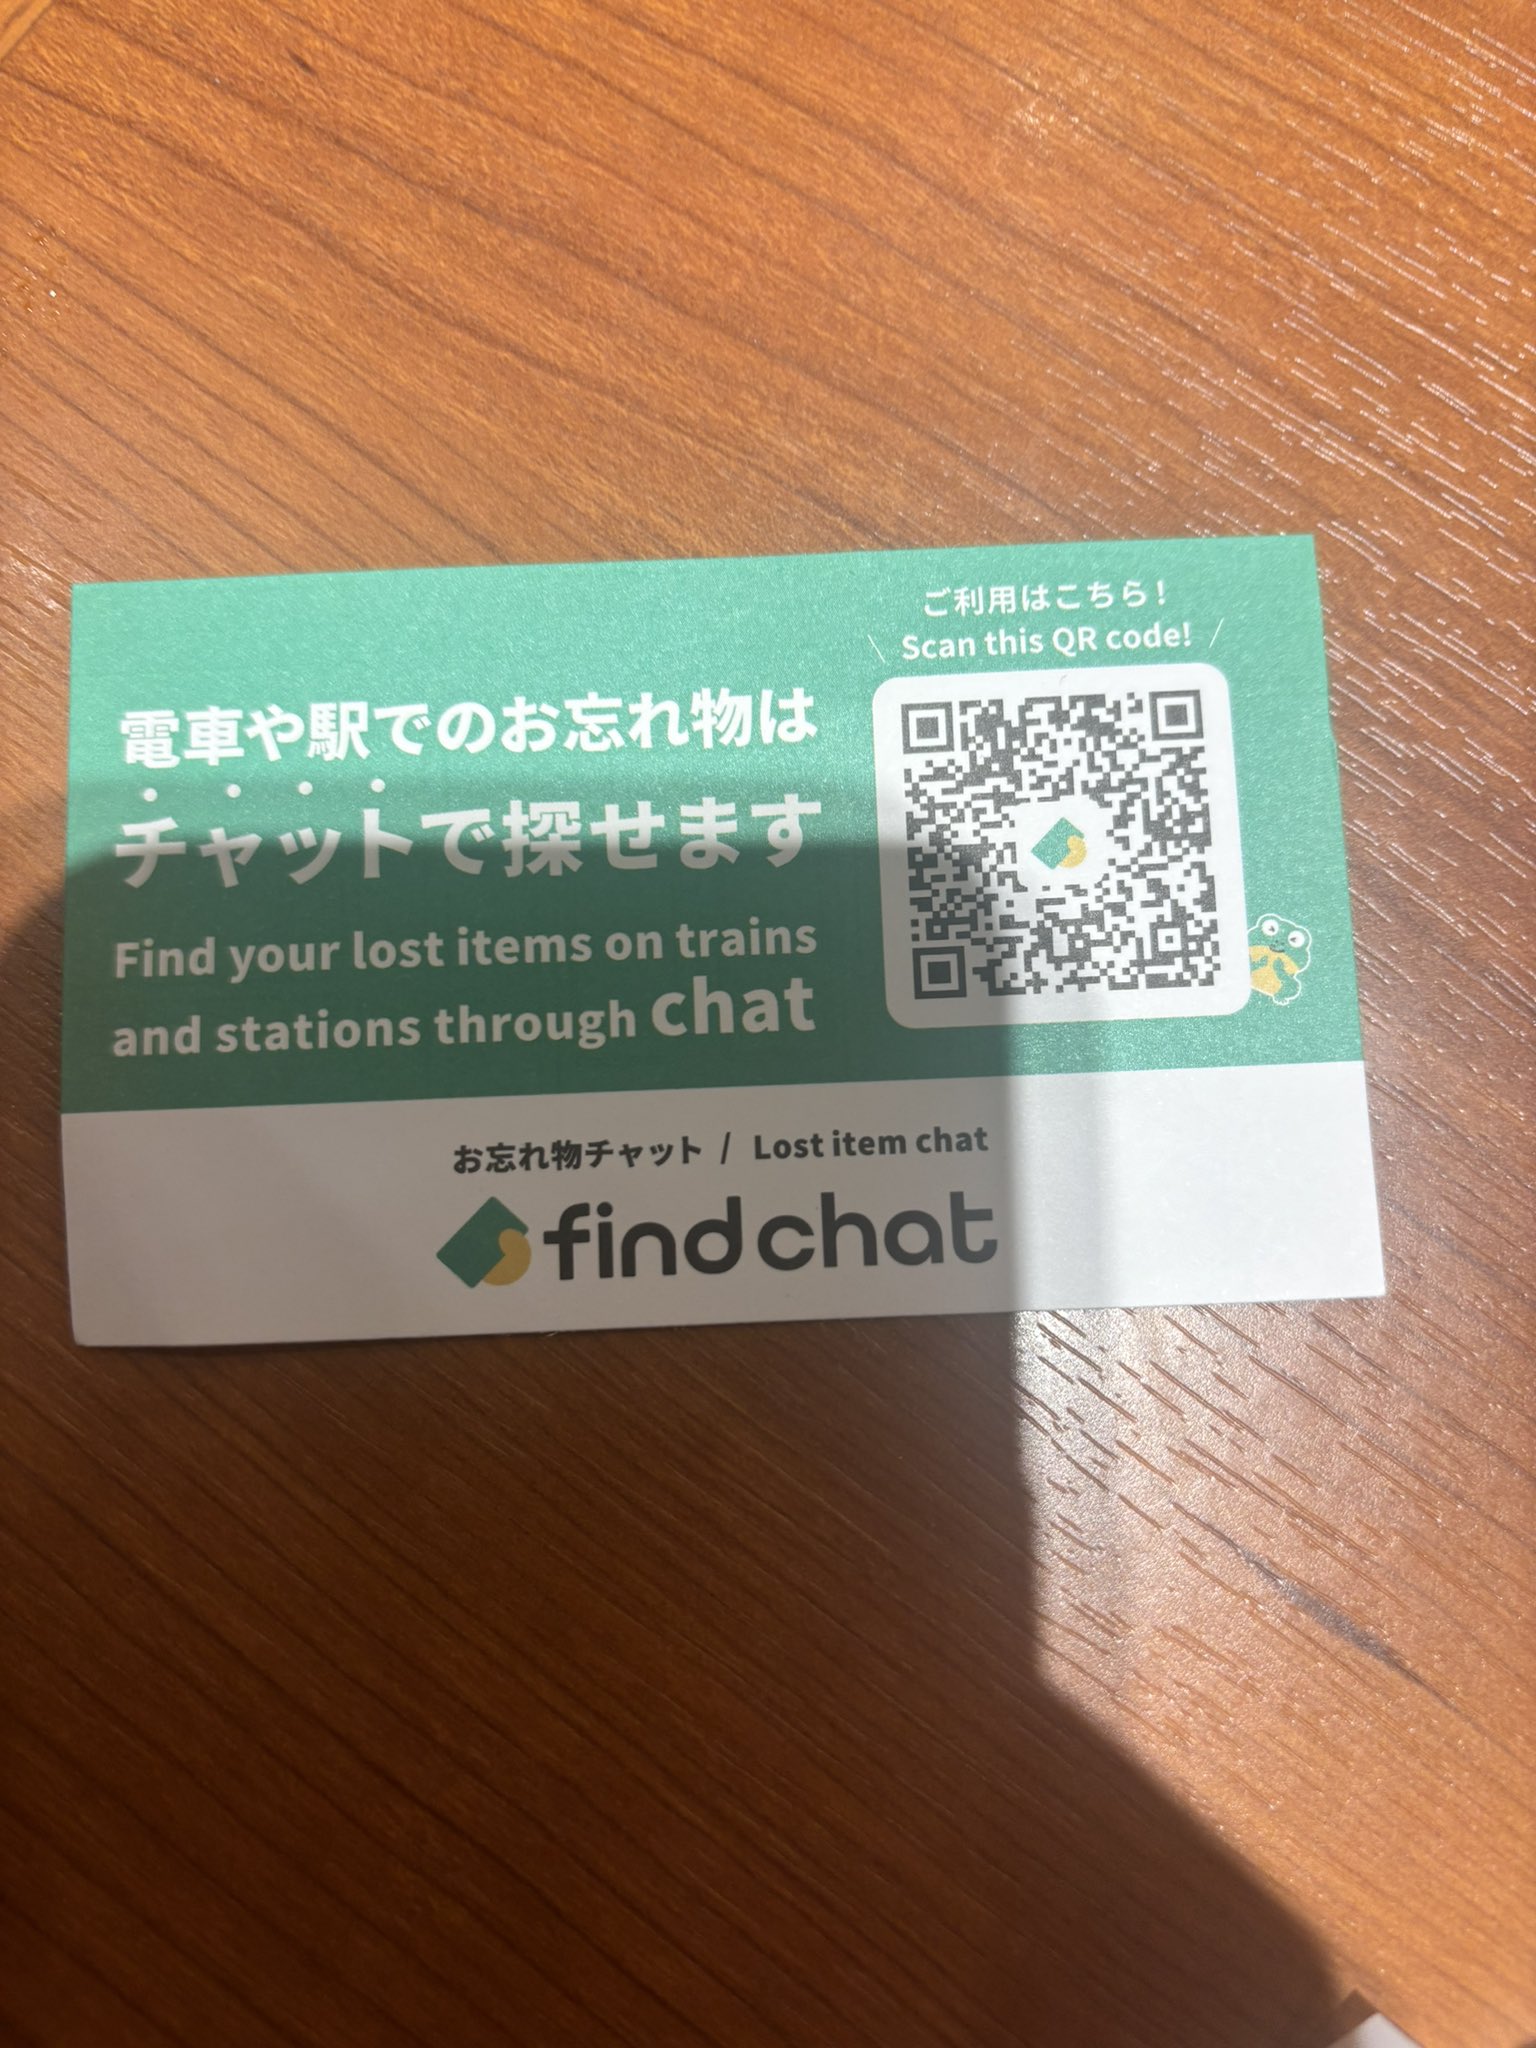 ご利用はこちら！
\ Scan this QR code! /
電車や駅でのお忘れ物は
チャットで探せます
Find your lost items on trains
and stations through chat
お忘れ物チャット / Lost item chat
findchat